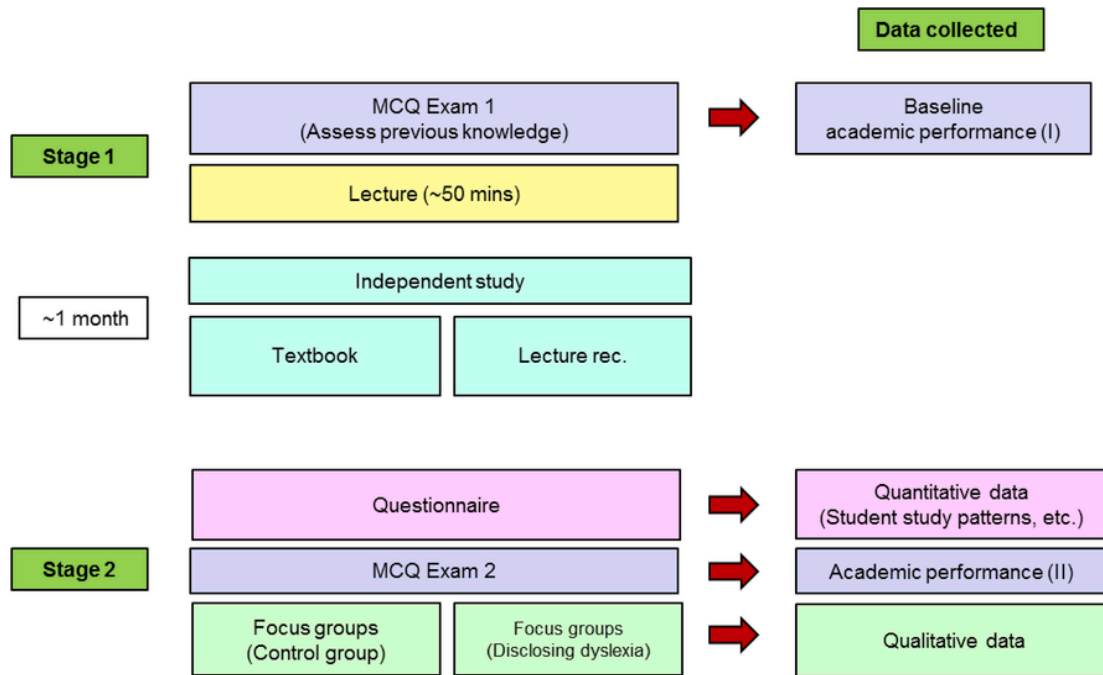 Data collected
MCQ Exam 1
(Assess previous knowledge)
Baseline
academic performance (I)
Stage 1
Lecture (~50 mins)
Independent study
~1 month
Textbook
Lecture rec.
Questionnaire
Quantitative data
(Student study patterns, etc.)
Stage 2
MCQ Exam 2
Academic performance (II)
Focus groups
(Control group)
Focus groups
(Disclosing dyslexia)
Qualitative data